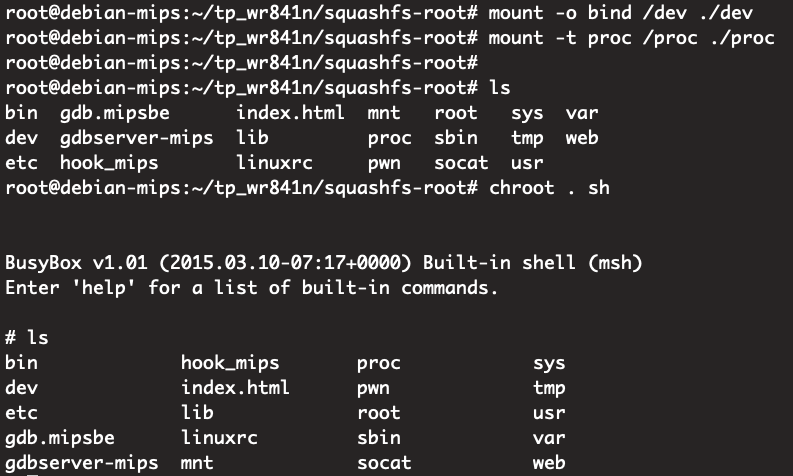 root@debian-mips:~/tp_wr841n/squashfs-root# mount -o bind /dev ./dev
root@debian-mips:~/tp_wr841n/squashfs-root# mount -t proc /proc ./proc
root@debian-mips:~/tp_wr841n/squashfs-root#
root@debian-mips:~/tp_wr841n/squashfs-root# ls
bin  gdb.mipsbe      index.html  mnt   root   sys  var
dev  gdbserver-mips  lib         proc  sbin   tmp  web
etc  hook_mips       linuxrc     pwn   socat  usr
root@debian-mips:~/tp_wr841n/squashfs-root# chroot . sh
BusyBox v1.01 (2015.03.10-07:17+0000) Built-in shell (msh)
Enter 'help' for a list of built-in commands.
# ls
bin             hook_mips       proc            sys
dev             index.html      pwn             tmp
etc             lib             root            usr
gdb.mipsbe      linuxrc         sbin            var
gdbserver-mips  mnt             socat           web